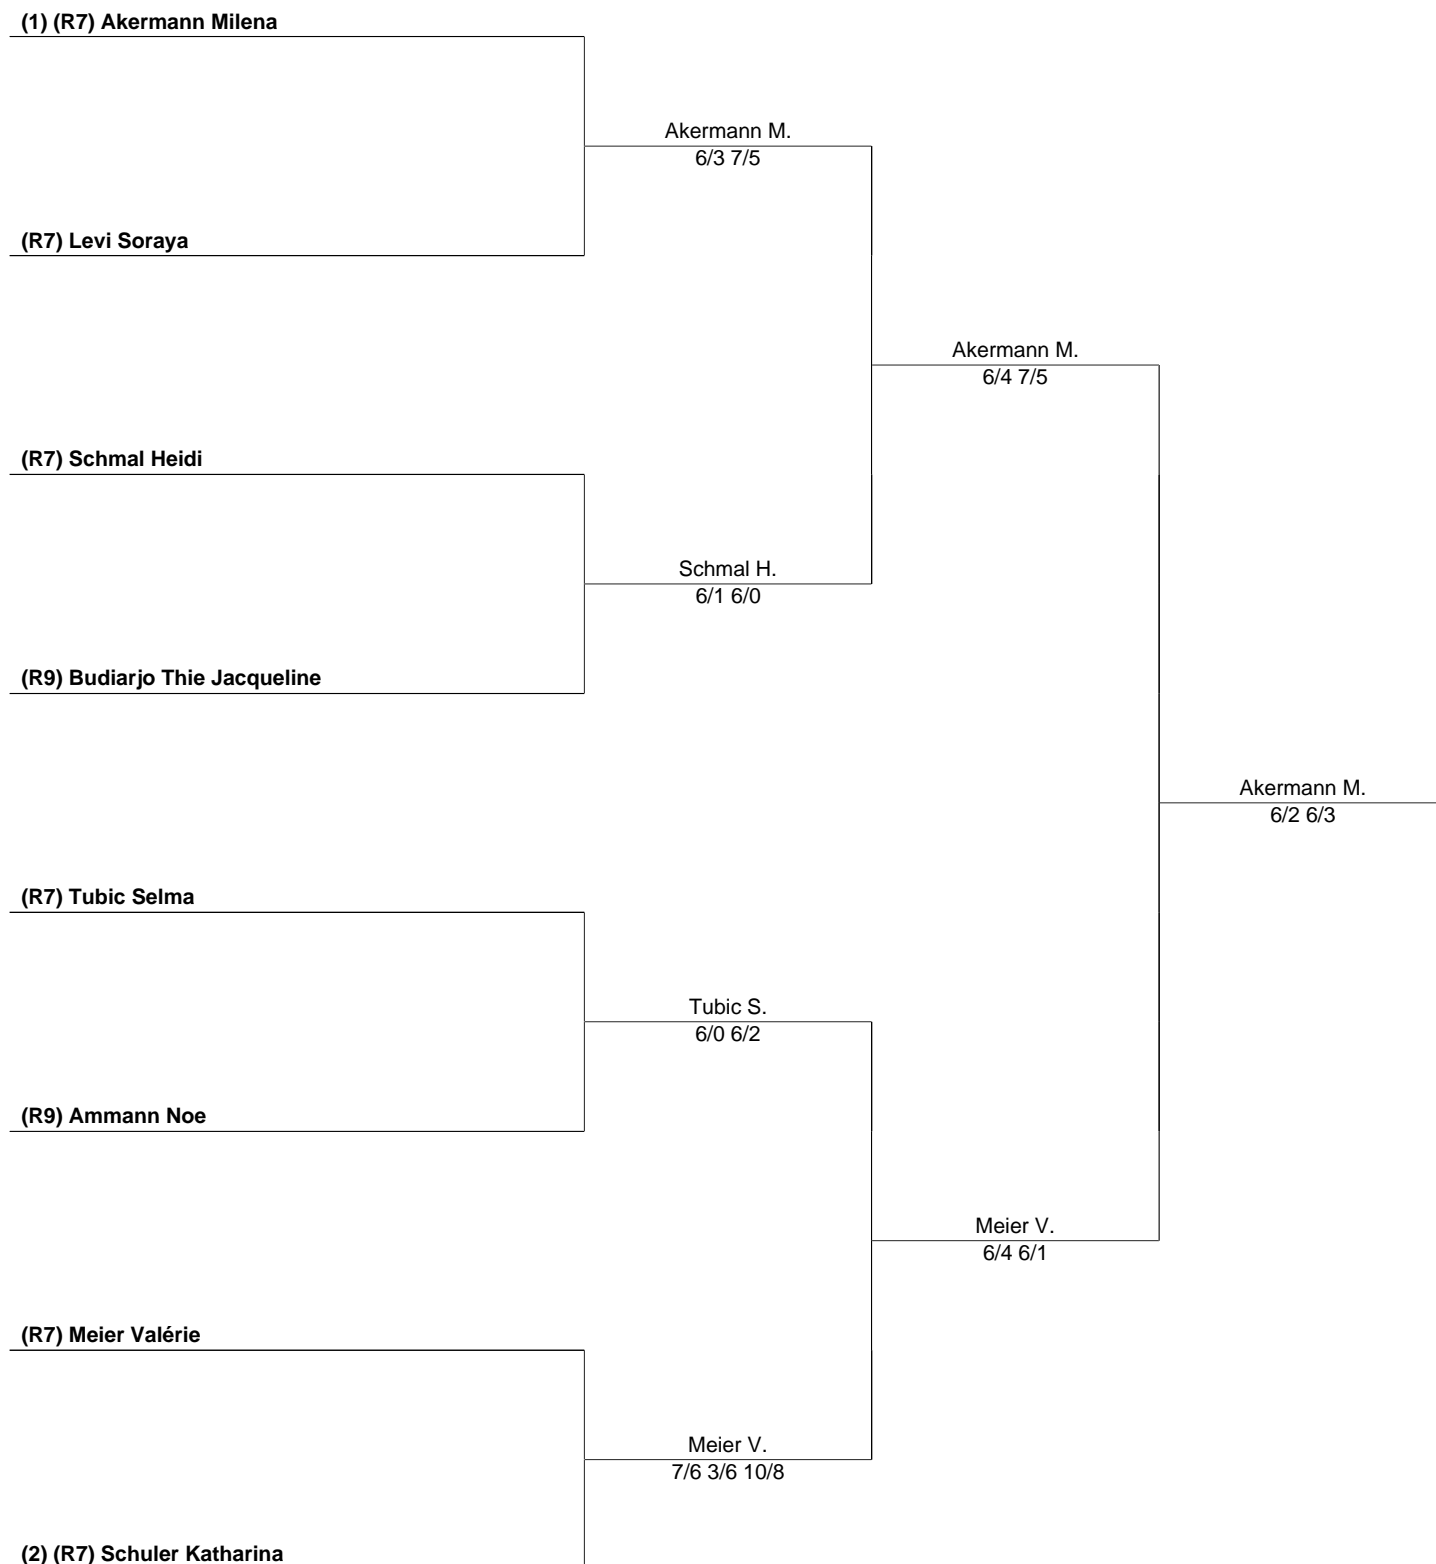 (1) (R7) Akermann Milena
Akermann M.
6/3 7/5
(R7) Levi Soraya
Akermann M.
6/4 7/5
(R7) Schmal Heidi
Schmal H.
6/1 6/0
(R9) Budiarjo Thie Jacqueline
Akermann M.
6/2 6/3
(R7) Tubic Selma
Tubic S.
6/0 6/2
(R9) Ammann Noe
Meier V.
6/4 6/1
(R7) Meier Valérie
Meier V.
7/6 3/6 10/8
(2) (R7) Schuler Katharina